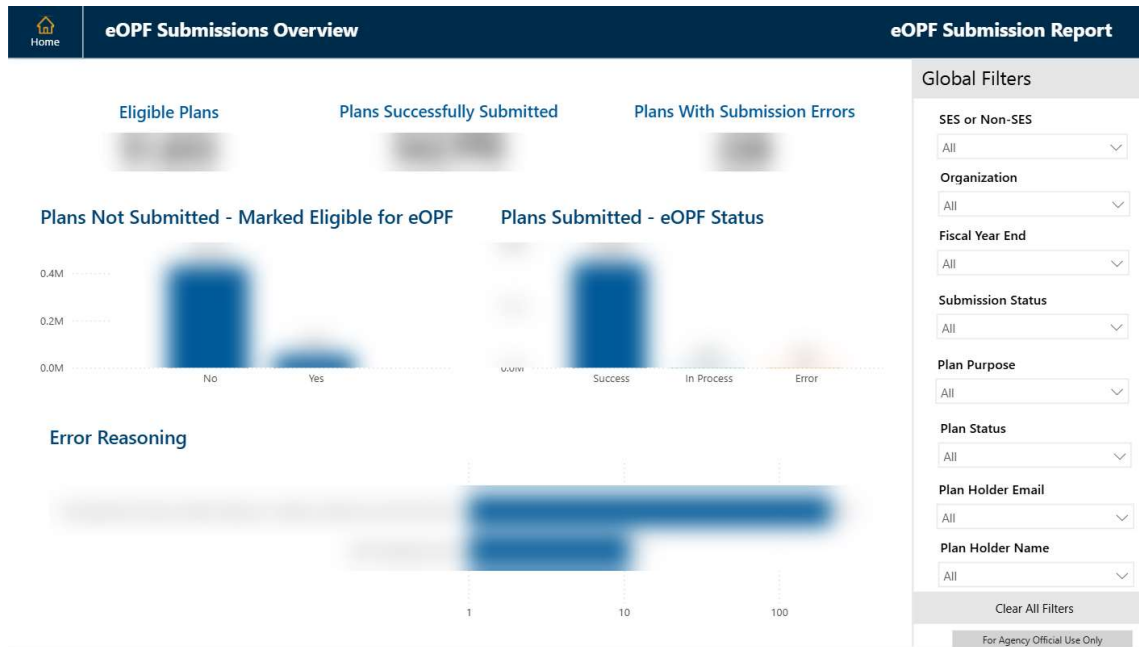 Home
eOPF Submissions Overview
eOPF Submission Report
Eligible Plans
Plans Successfully Submitted
Plans With Submission Errors
Plans Not Submitted - Marked Eligible for eOPF
0.4M
0.2M
0.0M
No
Yes
Plans Submitted - eOPF Status
0.0M
Success
In Process
Error
Error Reasoning
1
10
100
Global Filters
SES or Non-SES
All
Organization
All
Fiscal Year End
All
Submission Status
All
Plan Purpose
All
Plan Status
All
Plan Holder Email
All
Plan Holder Name
All
Clear All Filters
For Agency Official Use Only